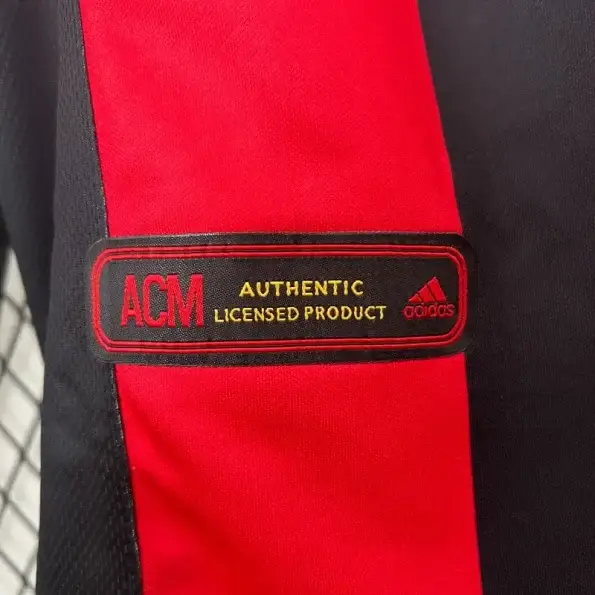 ACM
AUTHENTIC
LICENSED PRODUCT
adidas